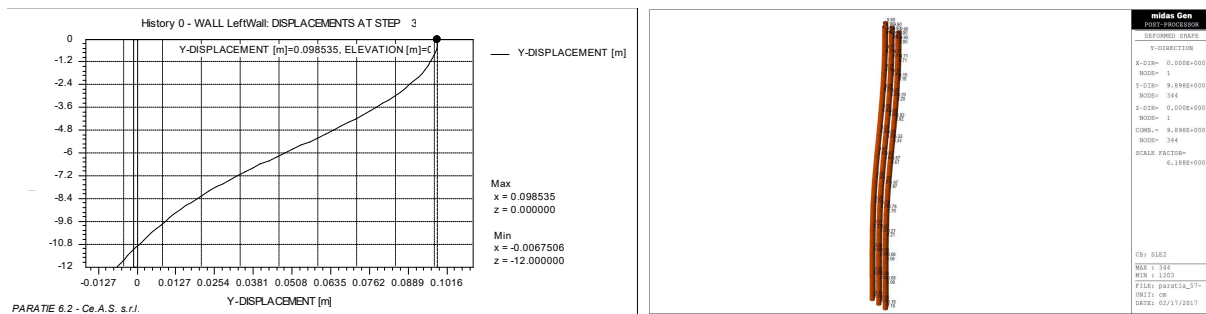 History 0 - WALL LeftWall: DISPLACEMENTS AT STEP 3
Y-DISPLACEMENT [m]=0.098535, ELEVATION [m]=0
Y-DISPLACEMENT [m]
0
-1.2
-2.4
-3.6
-4.8
-6
-7.2
-8.4
-9.6
-10.8
-12
Max
x = 0.098535
z = 0.000000
Min
x = -0.0067506
z = -12.000000
-0.0127 0 0.0127 0.0254 0.0381 0.0508 0.0635 0.0762 0.0889 0.1016
Y-DISPLACEMENT [m]
PARATIE 6.2 - Ce.A.S. s.r.l.
midas Gen
POST-PROCESSOR
DEFORMED SHAPE
Y-DIRECTION
X-DIR= 0.000E+000
NODE= 1
Y-DIR= 9.898E+000
NODE= 344
Z-DIR= 0.000E+000
NODE= 1
COMB.= 9.898E+000
NODE= 344
SCALE FACTOR=
6.188E+000
CB: SLE2
MAX : 344
MIN : 1203
FILE: paratia_57~
UNIT: cm
DATE: 02/17/2017